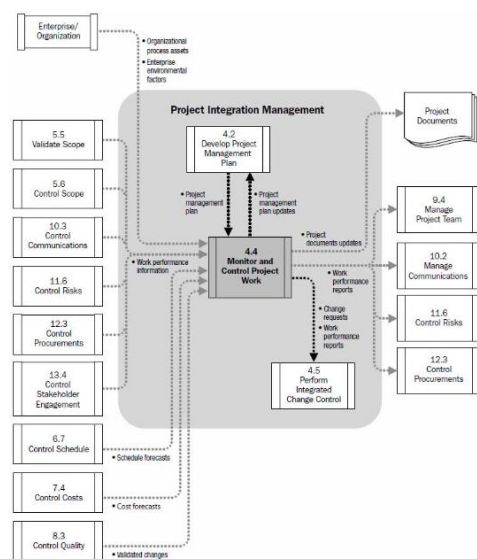 Enterprise/
Organization
• Organizational
process assets
• Enterprise
environmental
factors
Project Integration Management
4.2
Develop Project
Management
Plan
• Project
management
plan
• Project
management
plan updates
4.4
Monitor and
Control Project
Work
• Change
requests
• Work
performance
reports
4.5
Perform
Integrated
Change Control
5.5
Validate Scope
5.6
Control Scope
10.3
Control
Communications
11.6
Control Risks
12.3
Control
Procurements
13.4
Control
Stakeholder
Engagement
• Work performance
information
6.7
Control Schedule
• Schedule forecasts
7.4
Control Costs
• Cost forecasts
8.3
Control Quality
• Validated changes
Project
Documents
• Project
documents updates
• Work
performance
reports
9.4
Manage
Project Team
10.2
Manage
Communications
11.6
Control Risks
12.3
Control
Procurements